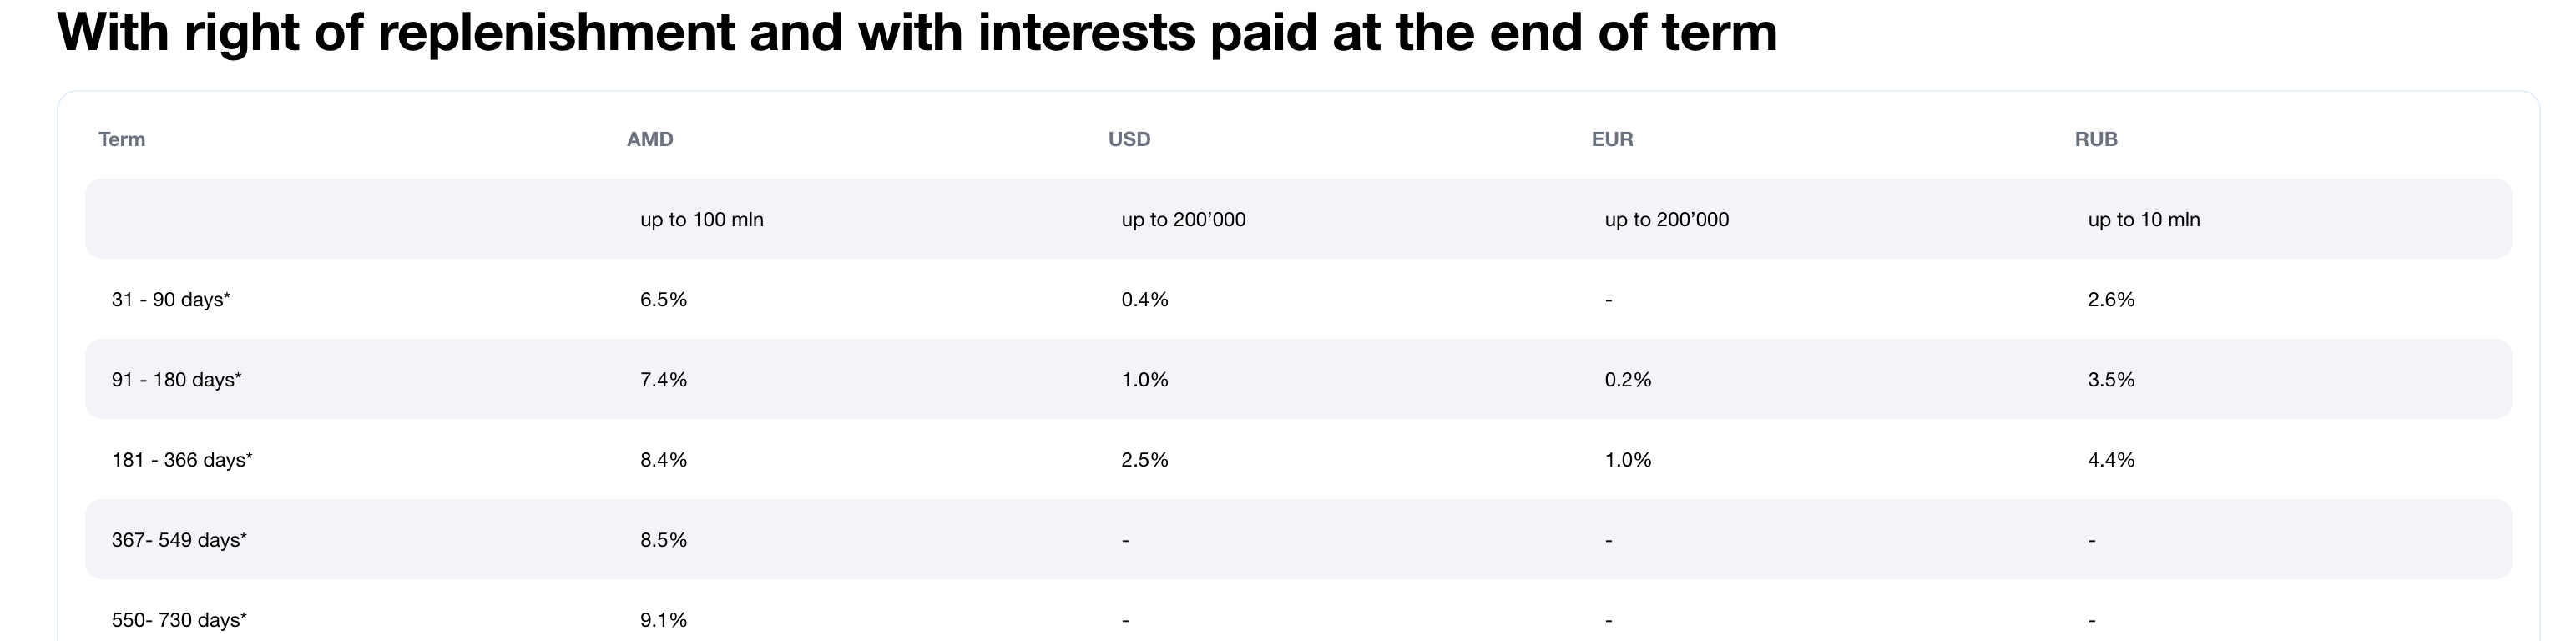 With right of replenishment and with interests paid at the end of term
Term AMD USD EUR RUB
up to 100 mln up to 200’000 up to 200’000 up to 10 mln
31 - 90 days* 6.5% 0.4% - 2.6%
91 - 180 days* 7.4% 1.0% 0.2% 3.5%
181 - 366 days* 8.4% 2.5% 1.0% 4.4%
367- 549 days* 8.5% - - -
550- 730 days* 9.1% - - -